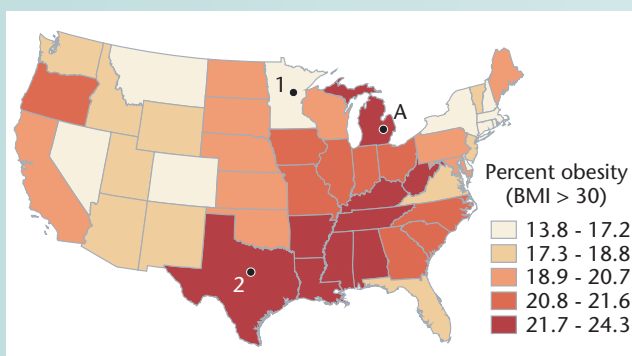 1
A
2
Percent obesity
(BMI > 30)
13.8 - 17.2
17.3 - 18.8
18.9 - 20.7
20.8 - 21.6
21.7 - 24.3